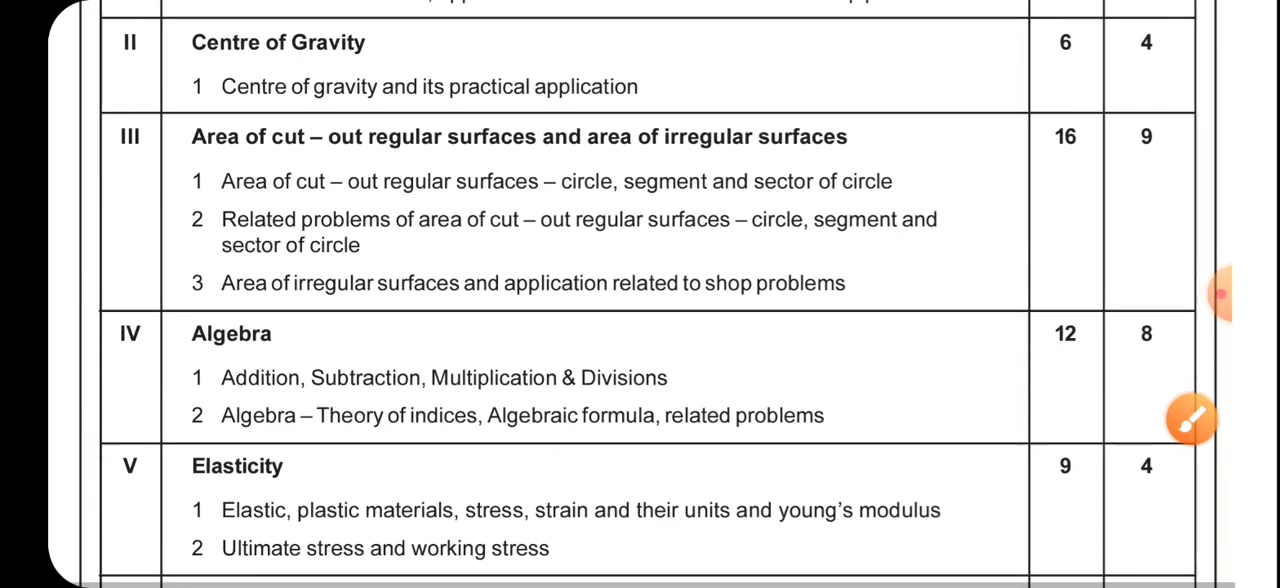 II Centre of Gravity 6 4
1 Centre of gravity and its practical application
III Area of cut – out regular surfaces and area of irregular surfaces 16 9
1 Area of cut – out regular surfaces – circle, segment and sector of circle
2 Related problems of area of cut – out regular surfaces – circle, segment and
sector of circle
3 Area of irregular surfaces and application related to shop problems
IV Algebra 12 8
1 Addition, Subtraction, Multiplication & Divisions
2 Algebra – Theory of indices, Algebraic formula, related problems
V Elasticity 9 4
1 Elastic, plastic materials, stress, strain and their units and young’s modulus
2 Ultimate stress and working stress